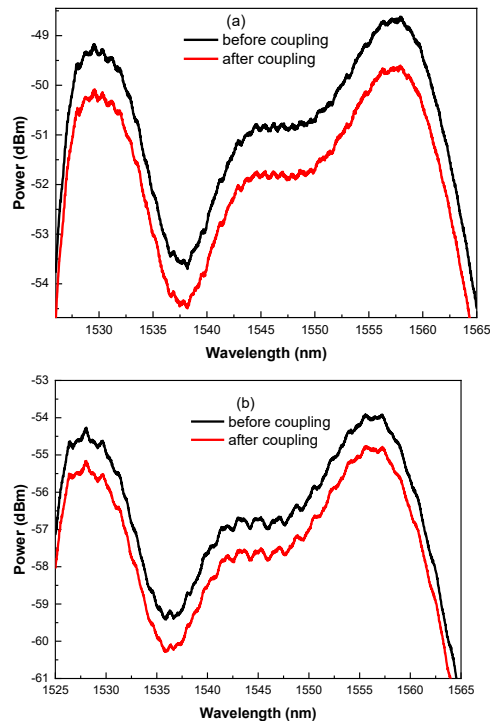 (a)
before coupling
after coupling
-49
-50
-51
-52
-53
-54
Power (dBm)
1530 1535 1540 1545 1550 1555 1560 1565
Wavelength (nm)
(b)
before coupling
after coupling
-53
-54
-55
-56
-57
-58
-59
-60
-61
Power (dBm)
1525 1530 1535 1540 1545 1550 1555 1560 1565
Wavelength (nm)